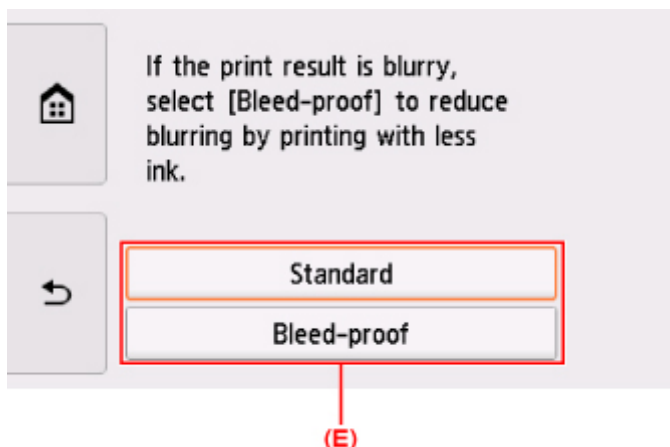 If the print result is blurry,
select [Bleed-proof] to reduce
blurring by printing with less
ink.
Standard
Bleed-proof
(E)